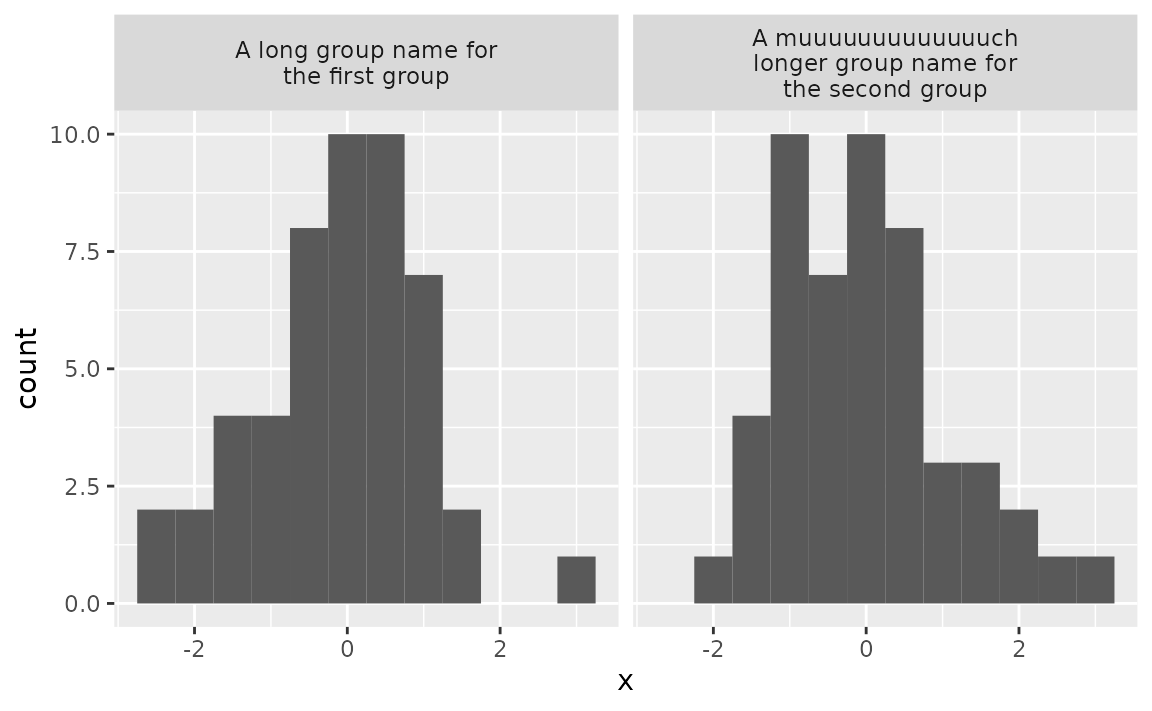 A long group name for
the first group
A muuuuuuuuuuuuuch
longer group name for
the second group
10.0
7.5
5.0
2.5
0.0
count
-2 0 2
-2 0 2
x